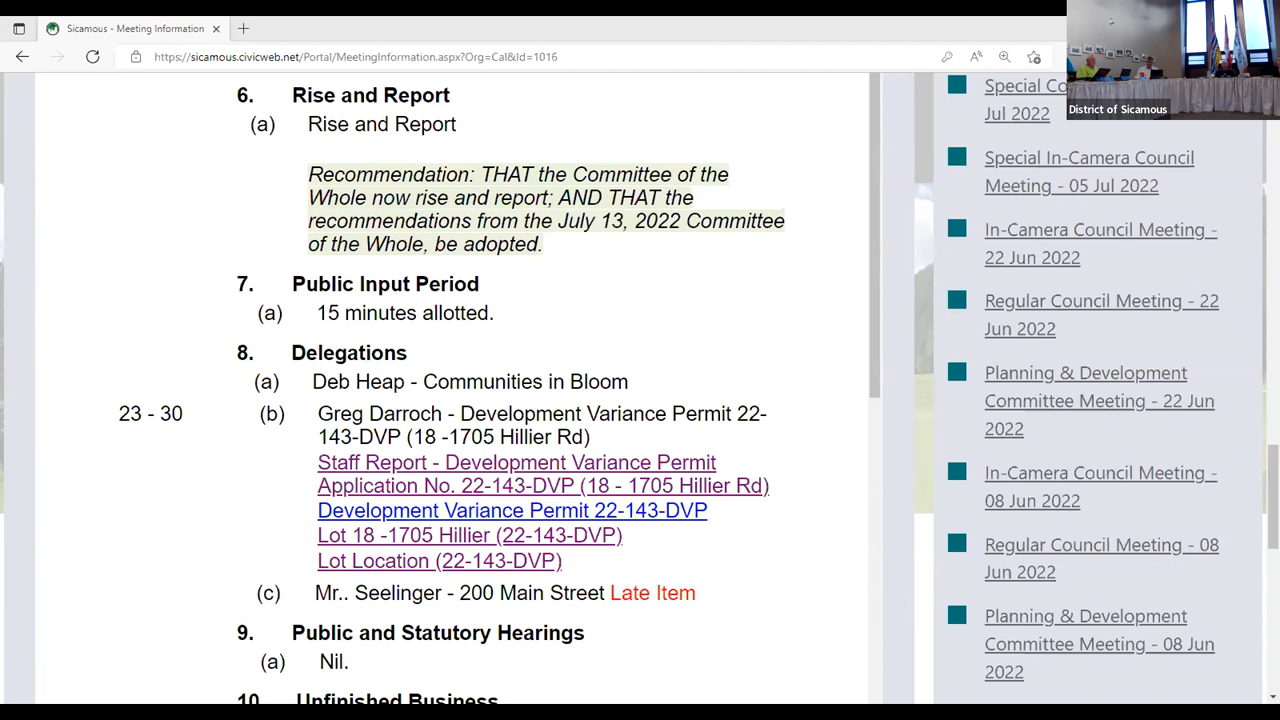 Sicamous - Meeting Information
https://sicamous.civicweb.net/Portal/MeetingInformation.aspx?Org=Cal&Id=1016
District of Sicamous
6. Rise and Report
(a) Rise and Report
Recommendation: THAT the Committee of the
Whole now rise and report; AND THAT the
recommendations from the July 13, 2022 Committee
of the Whole, be adopted.
7. Public Input Period
(a) 15 minutes allotted.
8. Delegations
(a) Deb Heap - Communities in Bloom
23 - 30 (b) Greg Darroch - Development Variance Permit 22-
143-DVP (18 -1705 Hillier Rd)
Staff Report - Development Variance Permit
Application No. 22-143-DVP (18 - 1705 Hillier Rd)
Development Variance Permit 22-143-DVP
Lot 18 -1705 Hillier (22-143-DVP)
Lot Location (22-143-DVP)
(c) Mr.. Seelinger - 200 Main Street Late Item
9. Public and Statutory Hearings
(a) Nil.
10. Unfinished Business
Special Co
Jul 2022
Special In-Camera Council
Meeting - 05 Jul 2022
In-Camera Council Meeting -
22 Jun 2022
Regular Council Meeting - 22
Jun 2022
Planning & Development
Committee Meeting - 22 Jun
2022
In-Camera Council Meeting -
08 Jun 2022
Regular Council Meeting - 08
Jun 2022
Planning & Development
Committee Meeting - 08 Jun
2022